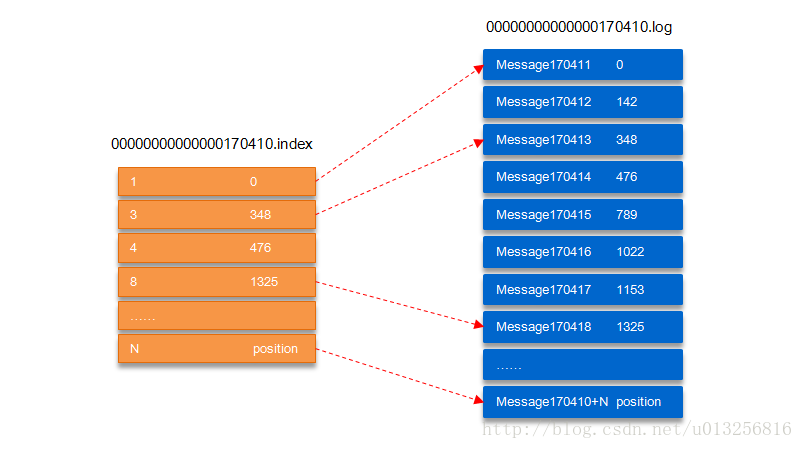 00000000000000170410.log
Message170411 0
Message170412 142
Message170413 348
Message170414 476
Message170415 789
Message170416 1022
Message170417 1153
Message170418 1325
......
Message170410+N position
00000000000000170410.index
1 0
3 348
4 476
8 1325
......
N position
http://blog.csdn.net/u013256816